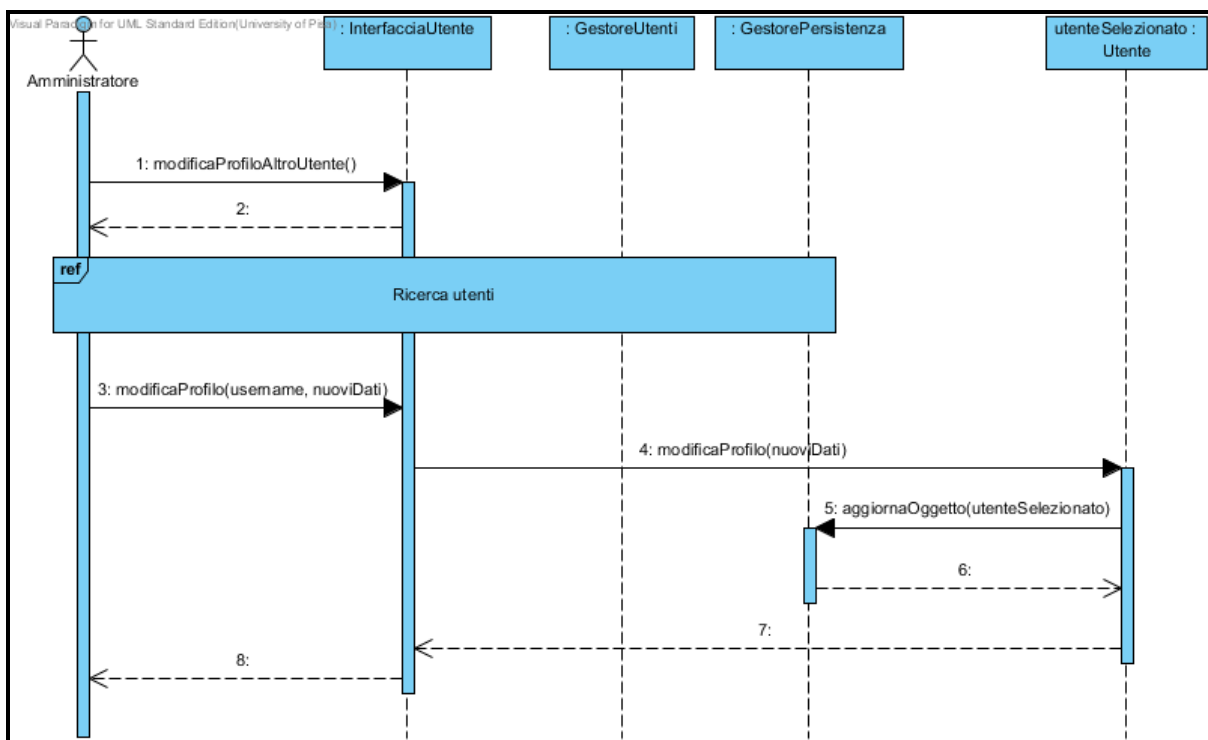 Visual Paradigm for UML Standard Edition(University of Pisa)
: InterfacciaUtente
: GestoreUtenti
: GestorePersistenza
utenteSelezionato :
Utente
Amministratore
1: modificaProfiloAltroUtente()
2:
ref
Ricerca utenti
3: modificaProfilo(username, nuoviDati)
4: modificaProfilo(nuoviDati)
5: aggiornaOggetto(utenteSelezionato)
6:
7:
8: